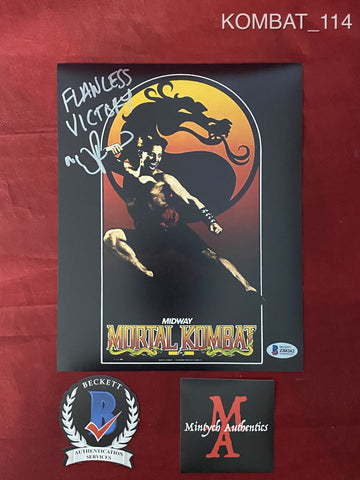 KOMBAT_114
FLAWLESS
VICTORY
MIDWAY
MORTAL KOMBAT
BECKETT
B
AUTHENTICATION
SERVICES
MA
Mintych Authentics